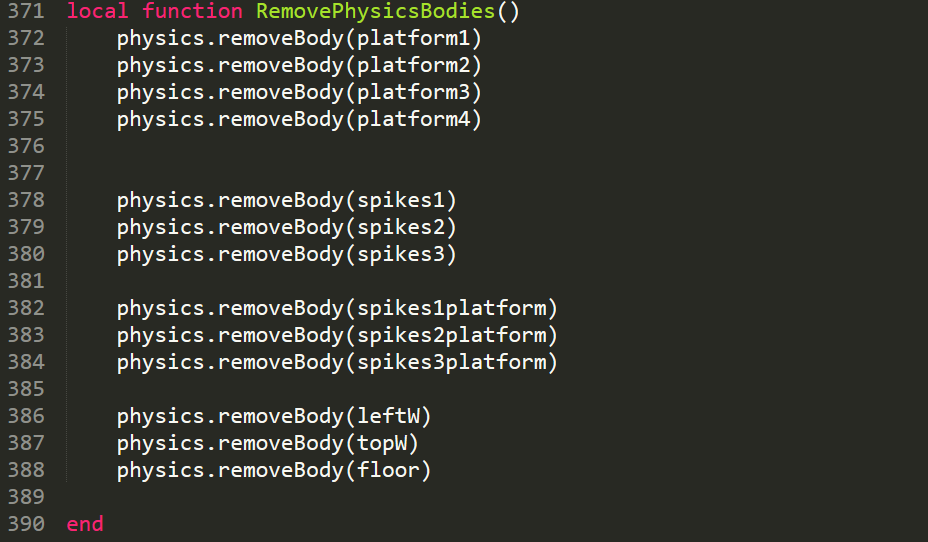 371 local function RemovePhysicsBodies()
372     physics.removeBody(platform1)
373     physics.removeBody(platform2)
374     physics.removeBody(platform3)
375     physics.removeBody(platform4)
376
377
378     physics.removeBody(spikes1)
379     physics.removeBody(spikes2)
380     physics.removeBody(spikes3)
381
382     physics.removeBody(spikes1platform)
383     physics.removeBody(spikes2platform)
384     physics.removeBody(spikes3platform)
385
386     physics.removeBody(leftW)
387     physics.removeBody(topW)
388     physics.removeBody(floor)
389
390 end